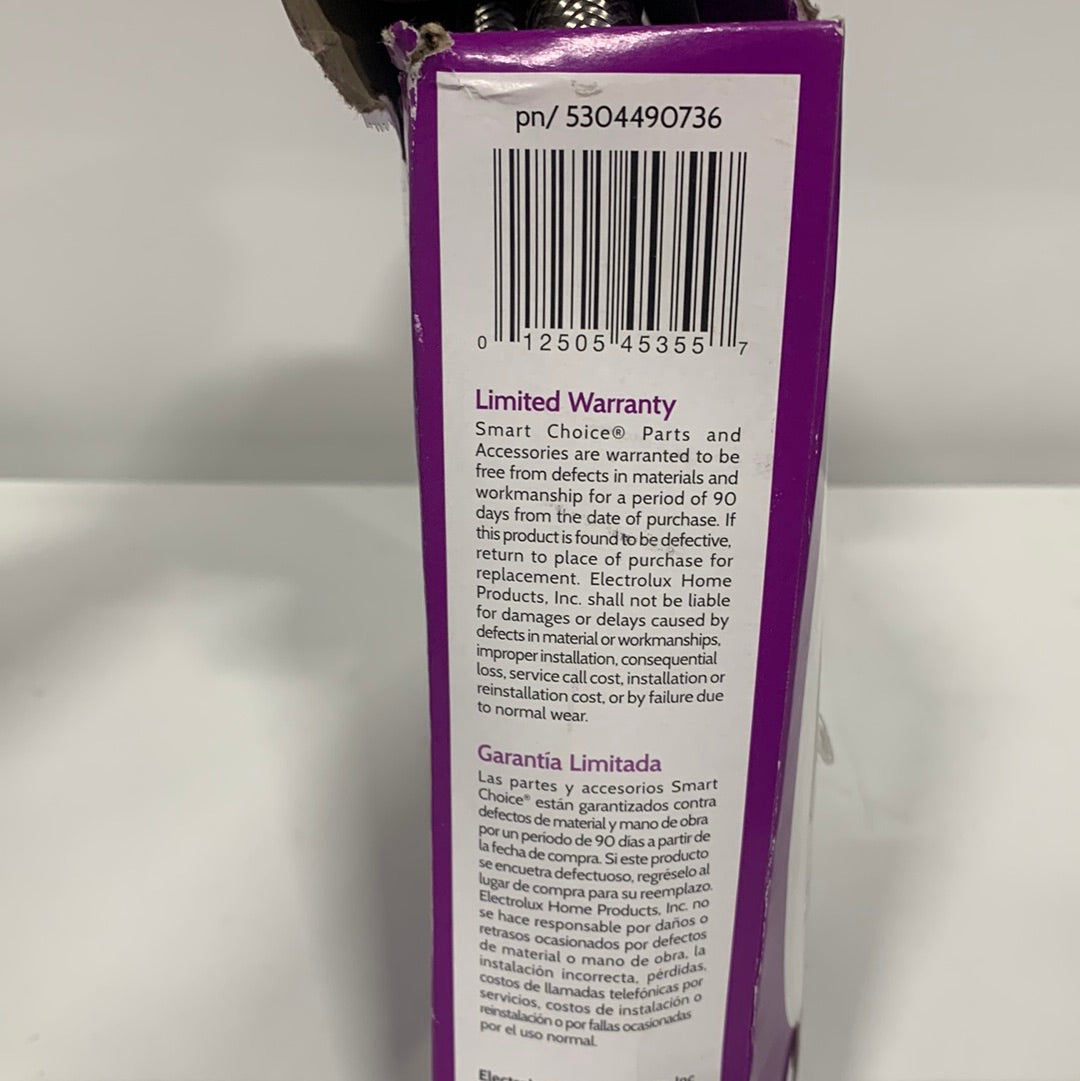 pn/ 5304490736
0 12505 45355 7
Limited Warranty
Smart Choice® Parts and
Accessories are warranted to be
free from defects in materials and
workmanship for a period of 90
days from the date of purchase. If
this product is found to be defective,
return to place of purchase for
replacement. Electrolux Home
Products, Inc. shall not be liable
for damages or delays caused by
defects in material or workmanships,
improper installation, consequential
loss, service call cost, installation or
reinstallation cost, or by failure due
to normal wear.
Garantía Limitada
Las partes y accesorios Smart
Choice® están garantizados contra
defectos de material y mano de obra
por un periodo de 90 días a partir de
la fecha de compra. Si este producto
se encuetra defectuoso, regréselo al
lugar de compra para su reemplazo.
Electrolux Home Products, Inc. no
se hace responsable por daños o
retrasos ocasionados por defectos
de material o mano de obra, la
instalación incorrecta, pérdidas,
costos de llamadas telefónicas por
servicios, costos de instalación o
reinstalación o por fallas ocasionadas
por el uso normal.
Inc